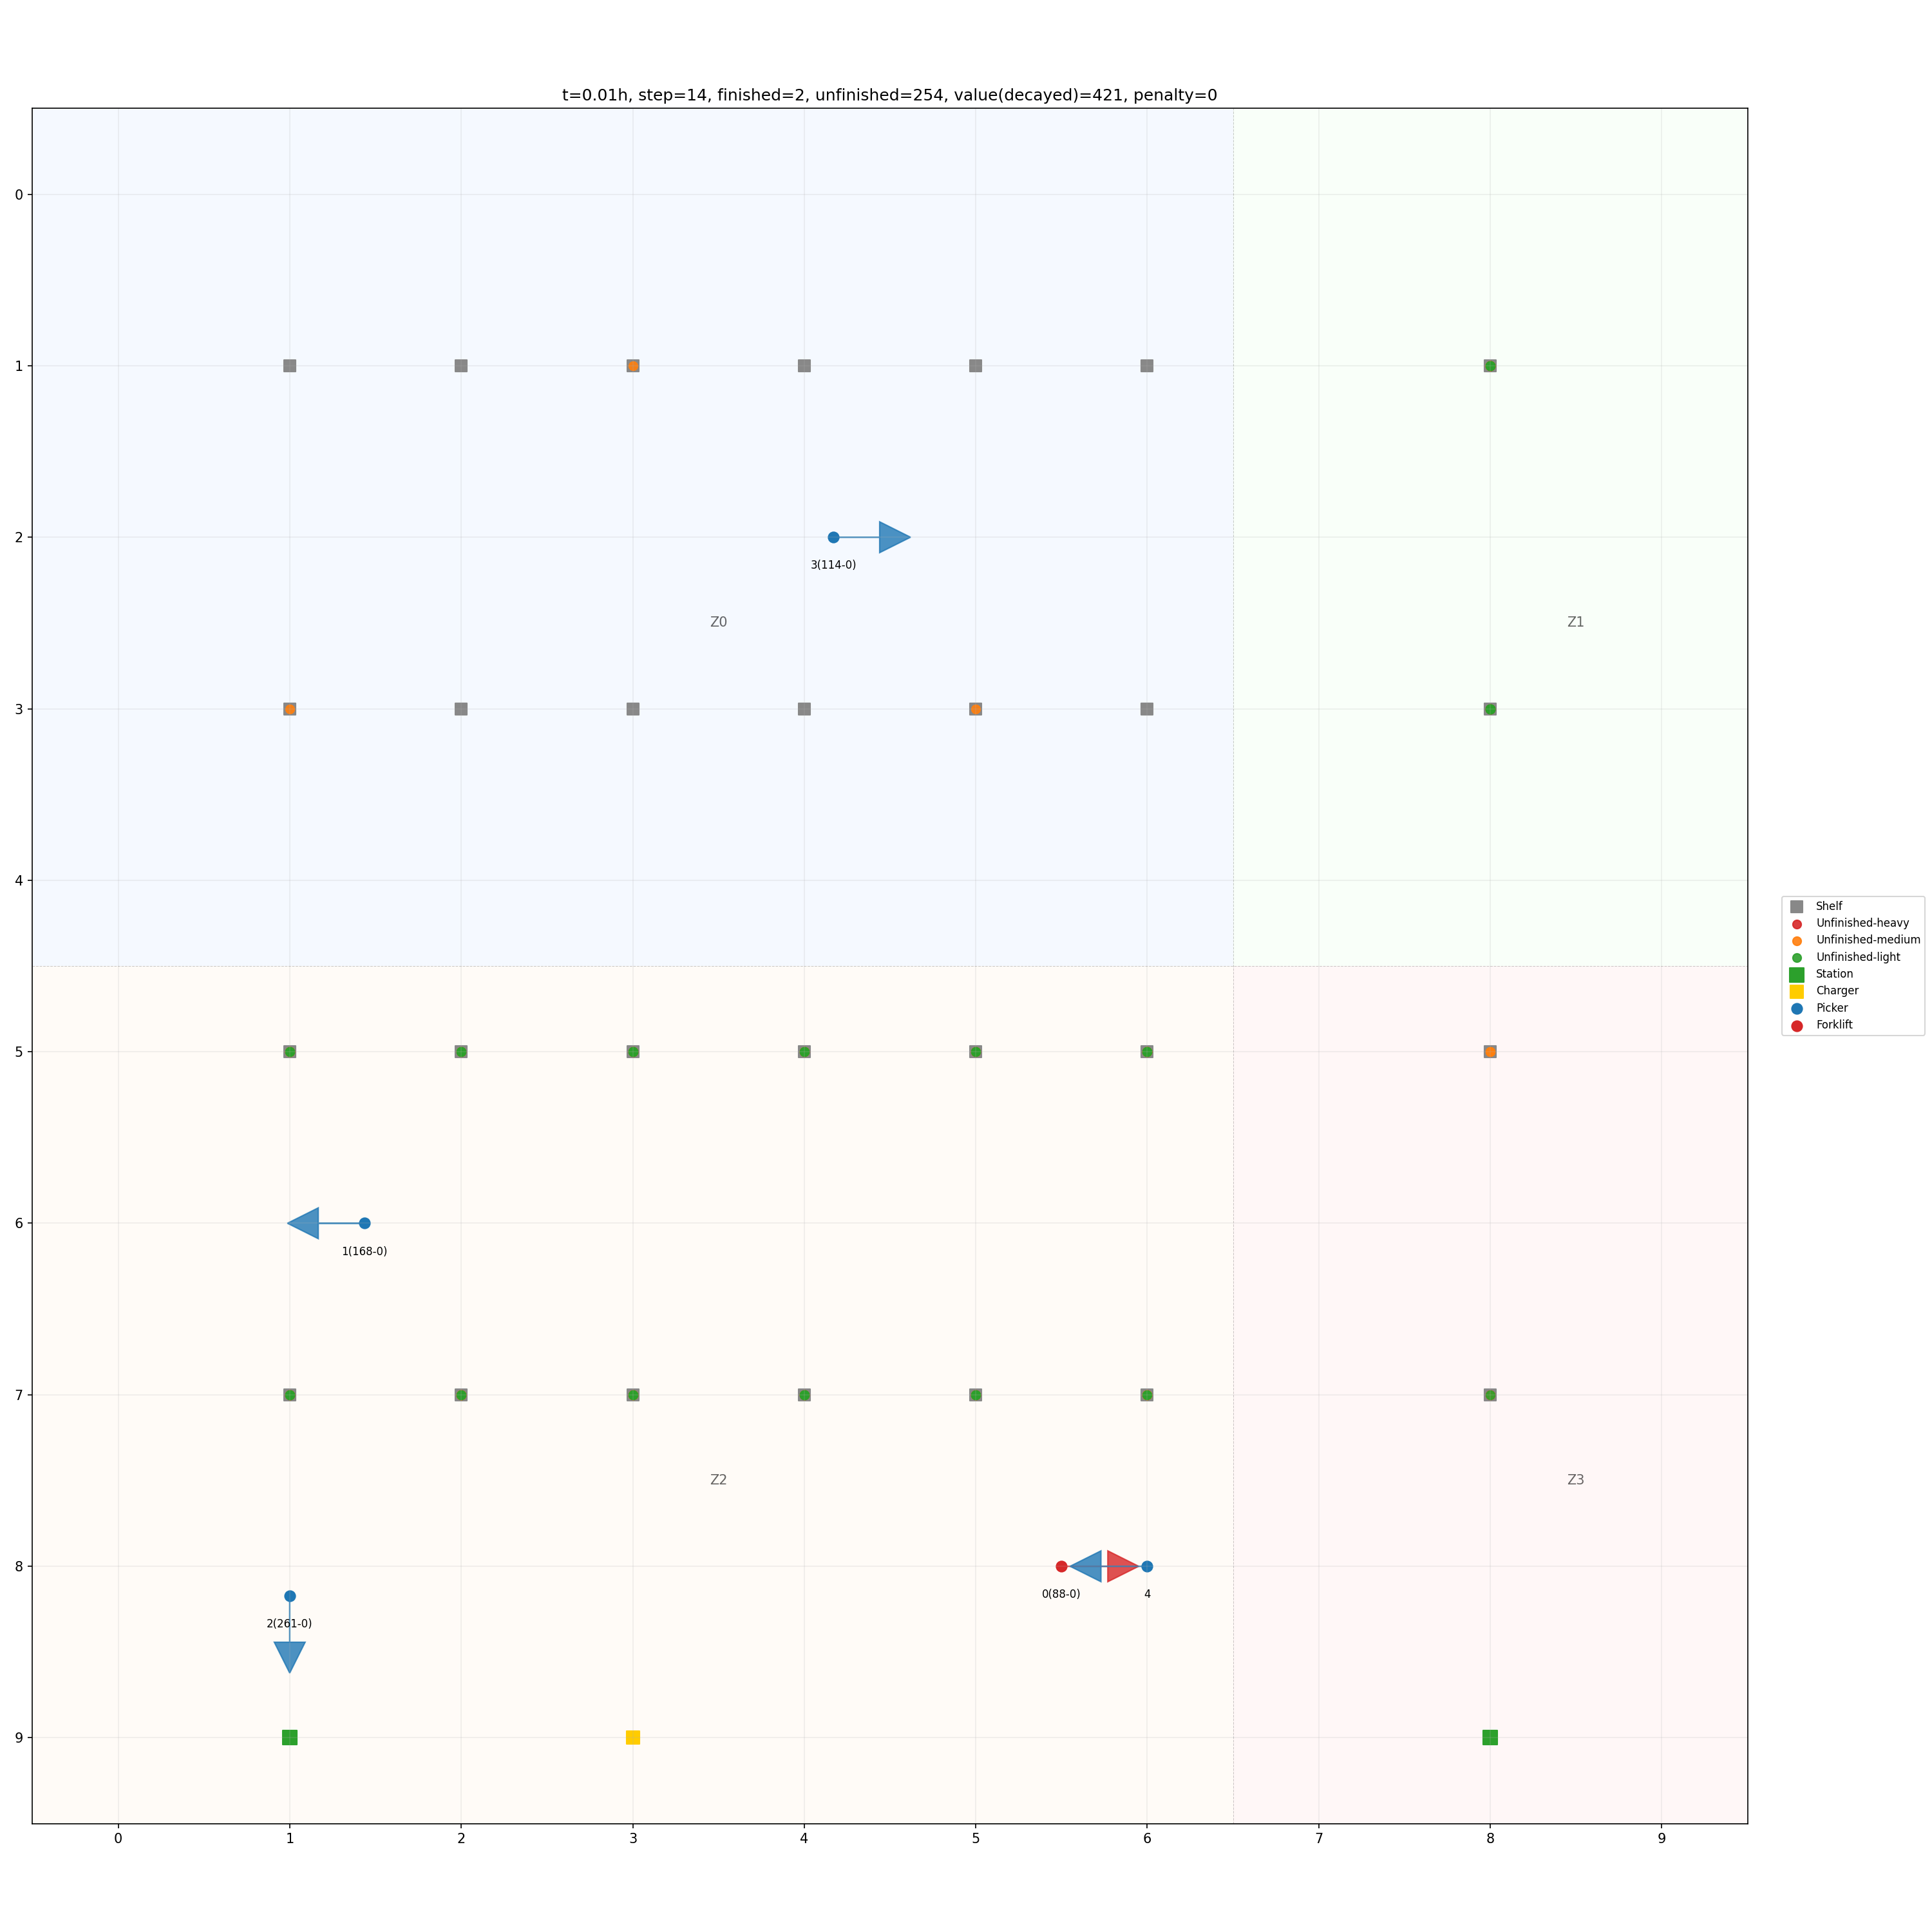 t=0.01h, step=14, finished=2, unfinished=254, value(decayed)=421, penalty=0
0
1
2
3(114-0)
Z0
Z1
3
4
Shelf
Unfinished-heavy
Unfinished-medium
Unfinished-light
Station
Charger
Picker
Forklift
5
6
1(168-0)
7
Z2
Z3
8
0(88-0)
4
2(261-0)
9
0 1 2 3 4 5 6 7 8 9